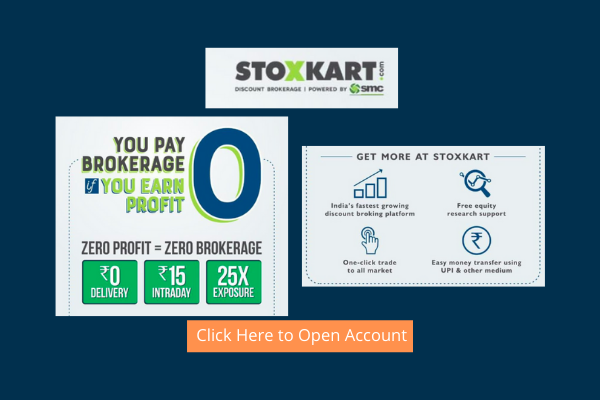 STOXKART.com
DISCOUNT BROKERAGE | POWERED BY SMC
YOU PAY
BROKERAGE
if YOU EARN
PROFIT
0
ZERO PROFIT = ZERO BROKERAGE
₹0
DELIVERY
₹15
INTRADAY
25X
EXPOSURE
GET MORE AT STOXKART
India's fastest growing
discount broking platform
Free equity
research support
One-click trade
to all market
₹
Easy money transfer using
UPI & other medium
Click Here to Open Account